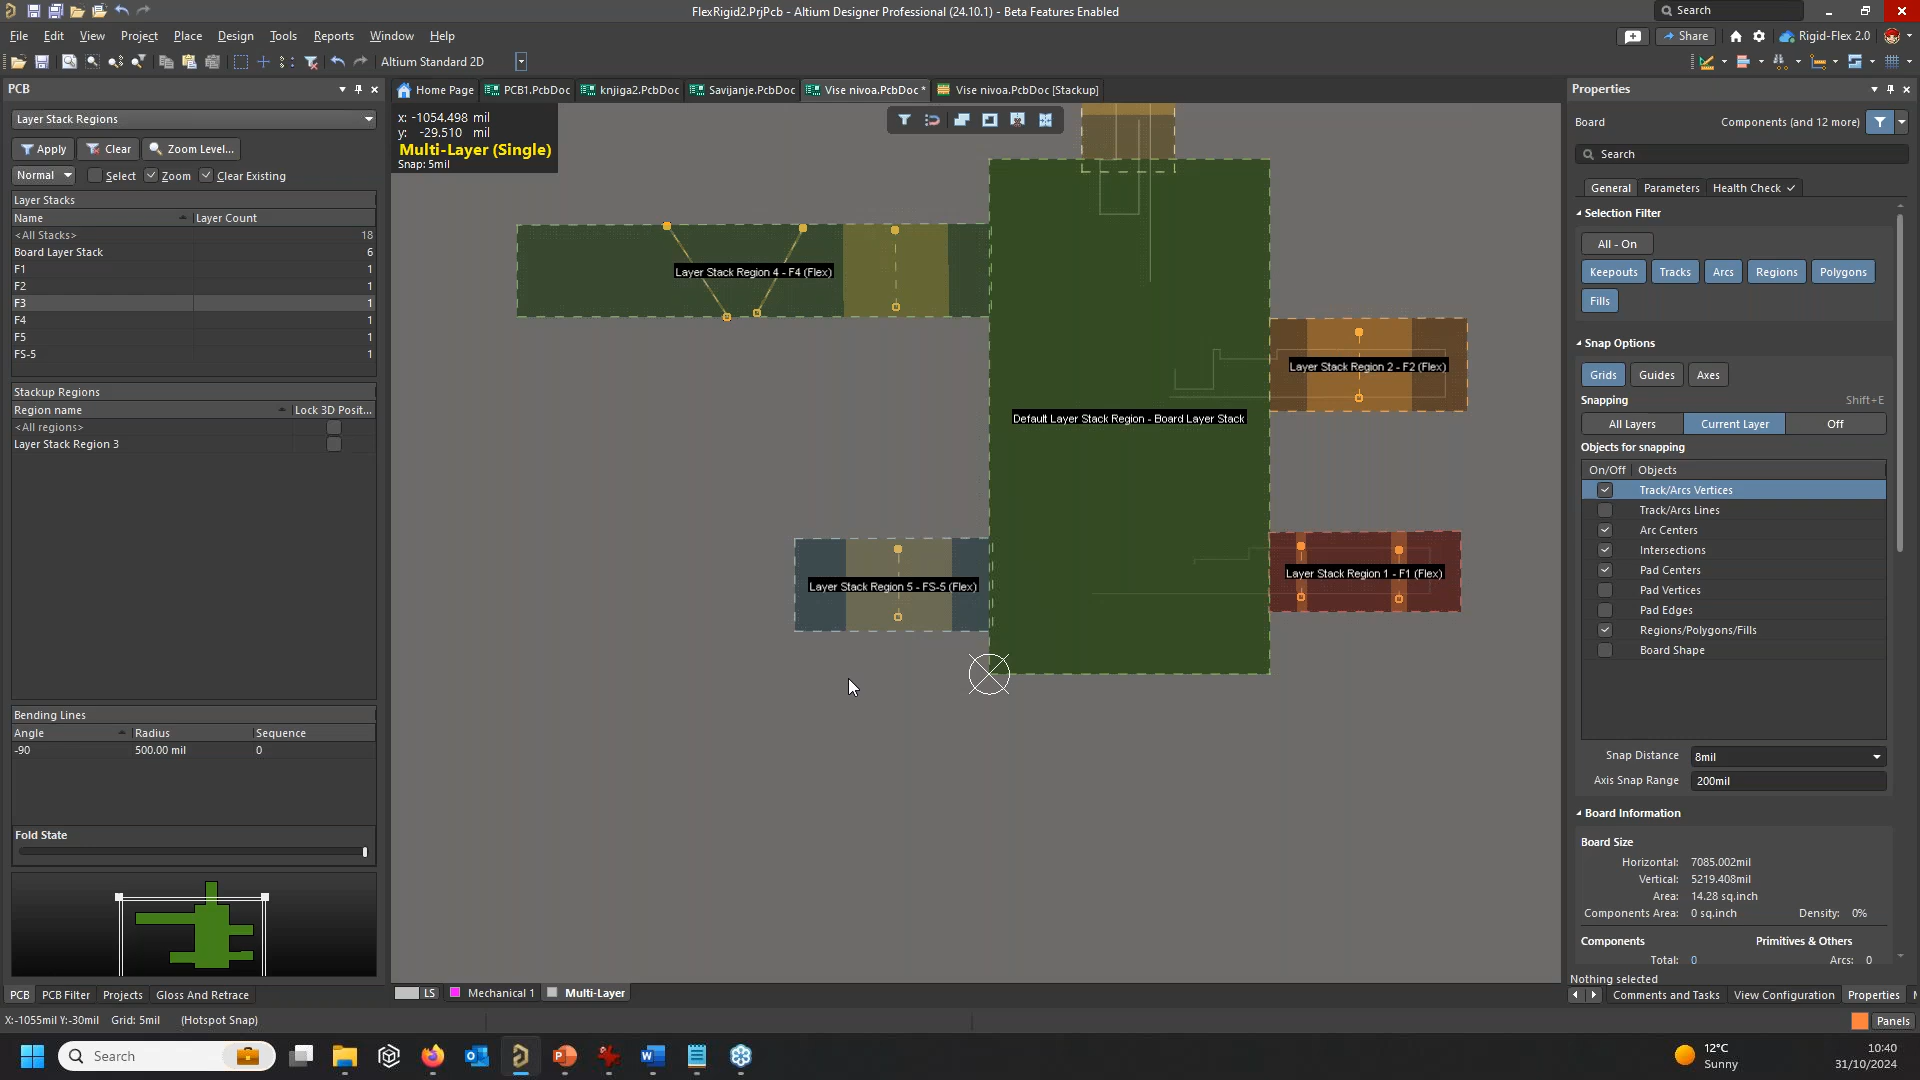 FlexRigid2.PrjPcb - Altium Designer Professional (24.10.1) - Beta Features Enabled
Search
File Edit View Project Place Design Tools Reports Window Help
Share
Rigid-Flex 2.0
Altium Standard 2D
PCB
Layer Stack Regions
Apply Clear Zoom Level...
Normal Select Zoom Clear Existing
Layer Stacks
Name Layer Count
<All Stacks> 18
Board Layer Stack 6
F1 1
F2 1
F3 1
F4 1
F5 1
FS-5 1
Stackup Regions
Region name Lock 3D Posit...
<All regions>
Layer Stack Region 3
Bending Lines
Angle Radius Sequence
-90 500.00 mil 0
Fold State
PCB PCB Filter Projects Gloss And Retrace
Home Page PCB1.PcbDoc knjiga2.PcbDoc Savijanje.PcbDoc Vise nivoa.PcbDoc * Vise nivoa.PcbDoc [Stackup]
x: -1054.498 mil
y: -29.510 mil
Multi-Layer (Single)
Snap: 5mil
Layer Stack Region 4 - F4 (Flex)
Layer Stack Region 2 - F2 (Flex)
Default Layer Stack Region - Board Layer Stack
Layer Stack Region 5 - FS-5 (Flex)
Layer Stack Region 1 - F1 (Flex)
LS Mechanical 1 Multi-Layer
Properties
Board Components (and 12 more)
Search
General Parameters Health Check
Selection Filter
All - On
Keepouts Tracks Arcs Regions Polygons
Fills
Snap Options
Grids Guides Axes
Snapping Shift+E
All Layers Current Layer Off
Objects for snapping
On/Off Objects
Track/Arcs Vertices
Track/Arcs Lines
Arc Centers
Intersections
Pad Centers
Pad Vertices
Pad Edges
Regions/Polygons/Fills
Board Shape
Snap Distance 8mil
Axis Snap Range 200mil
Board Information
Board Size
Horizontal: 7085.002mil
Vertical: 5219.408mil
Area: 14.28 sq.inch
Components Area: 0 sq.inch Density: 0%
Components Primitives & Others
Total: 0 Arcs: 0
Nothing selected
Comments and Tasks View Configuration Properties
X:-1055mil Y:-30mil Grid: 5mil (Hotspot Snap)
Panels
Search
12°C
Sunny
10:40
31/10/2024